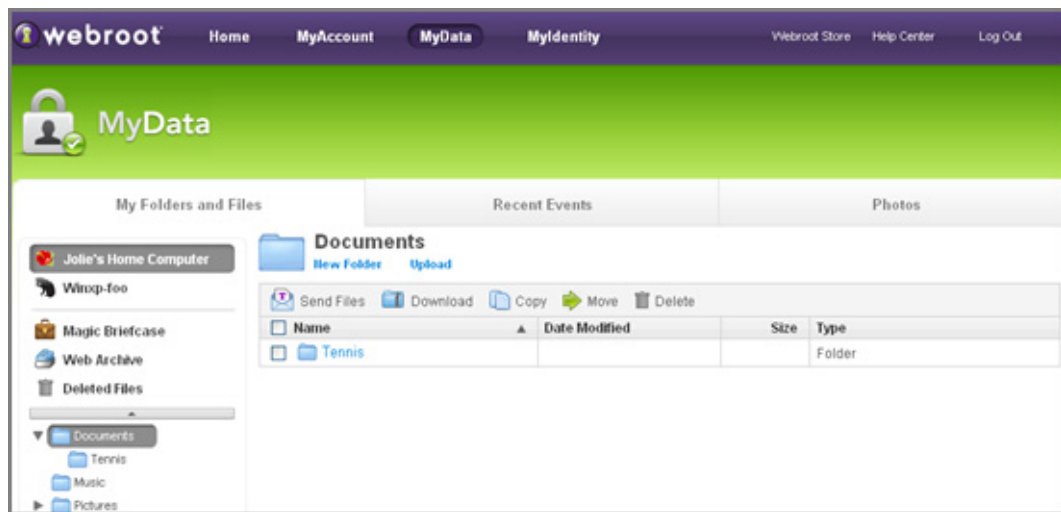 webroot Home MyAccount MyData MyIdentity Webroot Store Help Center Log Out
MyData
My Folders and Files Recent Events Photos
Jolie's Home Computer
Winxp-foo
Magic Briefcase
Web Archive
Deleted Files
Documents
Tennis
Music
Pictures
Documents
New Folder Upload
Send Files Download Copy Move Delete
Name Date Modified Size Type
Tennis Folder